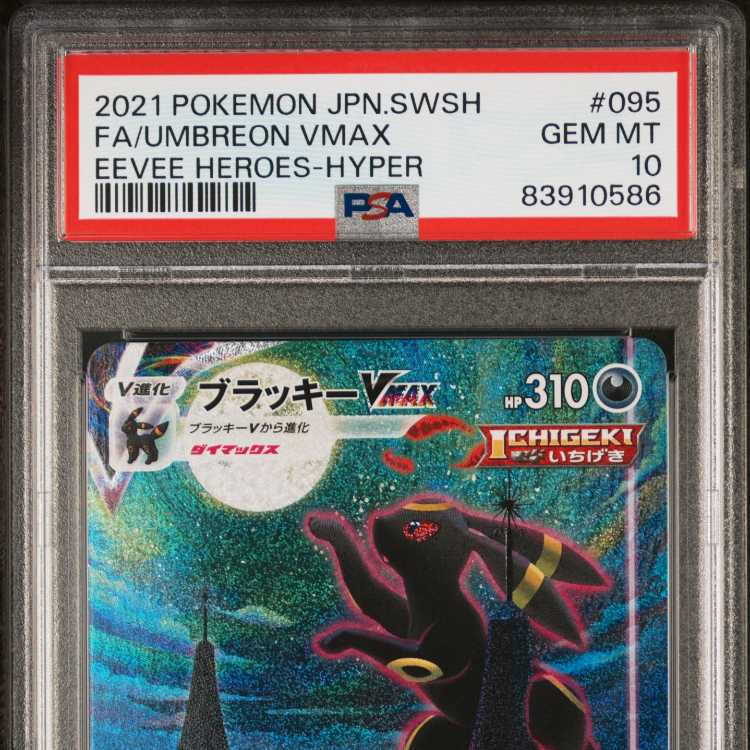 2021 POKEMON JPN.SWSH #095
FA/UMBREON VMAX GEM MT
EEVEE HEROES-HYPER 10
PSA 83910586
V進化 ブラッキーVMAX HP 310
ブラッキーVから進化
ダイマックス
ICHIGEKI
いちげき